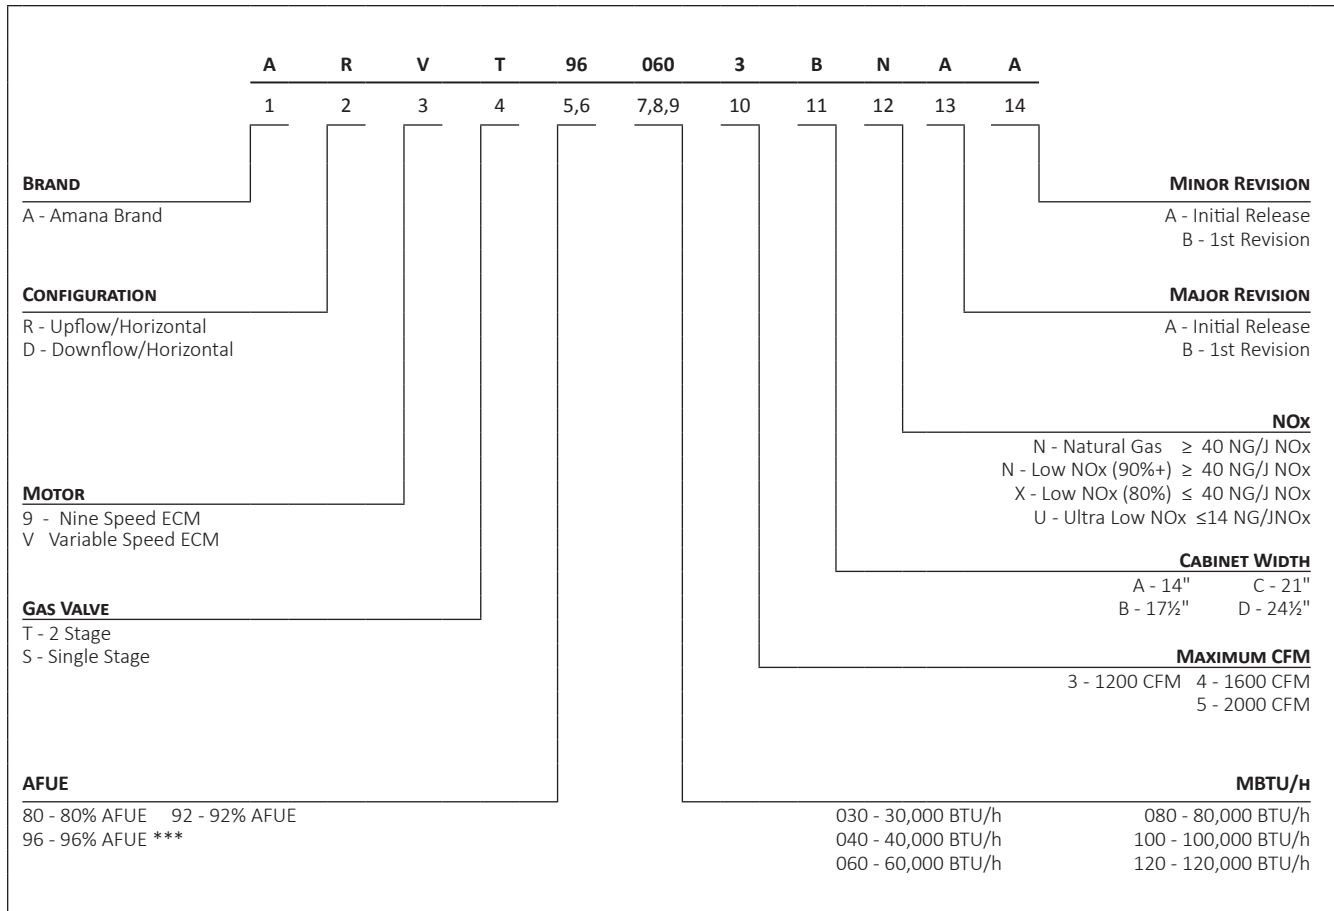 A R V T 96 060 3 B N A A
1 2 3 4 5,6 7,8,9 10 11 12 13 14
BRAND
A - Amana Brand
CONFIGURATION
R - Upflow/Horizontal
D - Downflow/Horizontal
MOTOR
9 - Nine Speed ECM
V Variable Speed ECM
GAS VALVE
T - 2 Stage
S - Single Stage
AFUE
80 - 80% AFUE 92 - 92% AFUE
96 - 96% AFUE ***
MINOR REVISION
A - Initial Release
B - 1st Revision
MAJOR REVISION
A - Initial Release
B - 1st Revision
NOx
N - Natural Gas ≥ 40 NG/J NOx
N - Low NOx (90%+) ≥ 40 NG/J NOx
X - Low NOx (80%) ≤ 40 NG/J NOx
U - Ultra Low NOx ≤14 NG/JNOx
CABINET WIDTH
A - 14" C - 21"
B - 17½" D - 24½"
MAXIMUM CFM
3 - 1200 CFM 4 - 1600 CFM
5 - 2000 CFM
MBTU/H
030 - 30,000 BTU/h 080 - 80,000 BTU/h
040 - 40,000 BTU/h 100 - 100,000 BTU/h
060 - 60,000 BTU/h 120 - 120,000 BTU/h